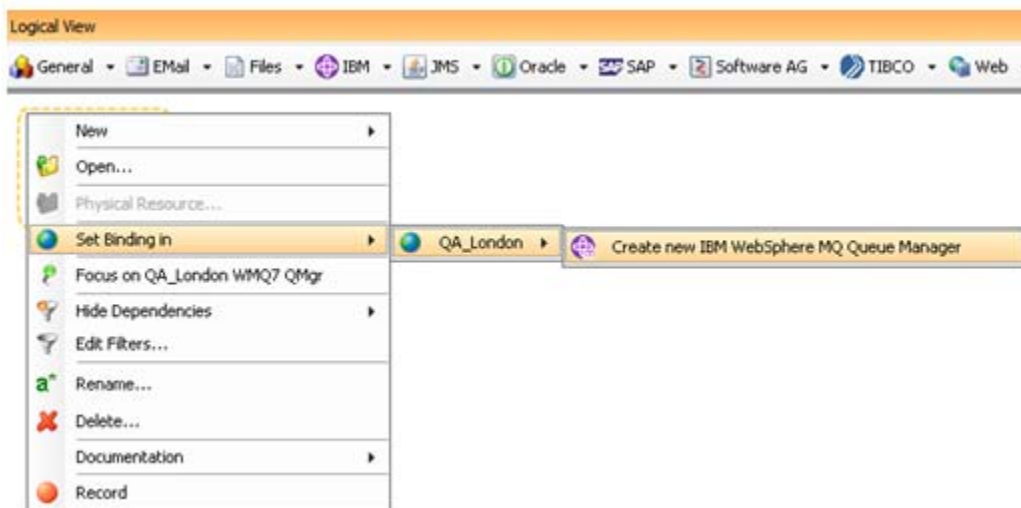 Logical View
General EMail Files IBM JMS Oracle SAP Software AG TIBCO Web
New
Open...
Physical Resource...
Set Binding in QA_London Create new IBM WebSphere MQ Queue Manager
Focus on QA_London WMQ7 QMgr
Hide Dependencies
Edit Filters...
Rename...
Delete...
Documentation
Record